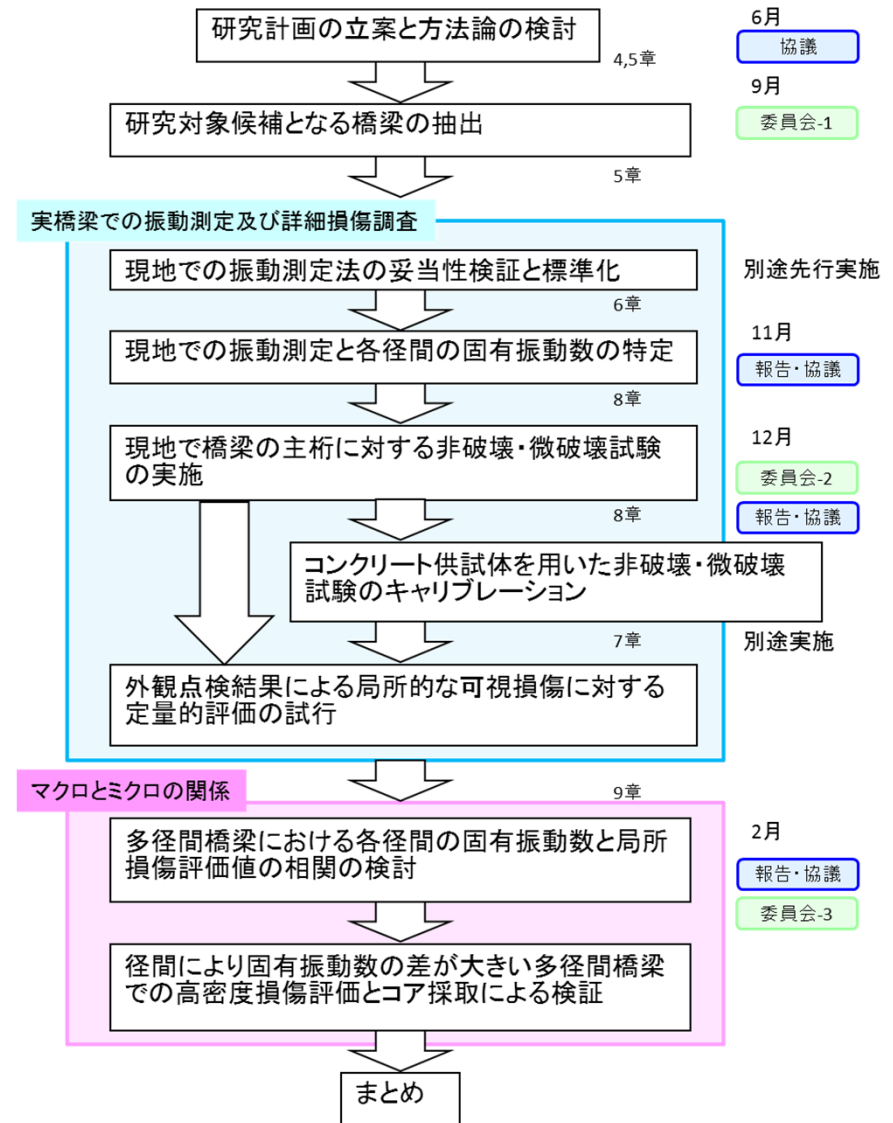 研究計画の立案と方法論の検討
4,5章
6月
協議
9月
研究対象候補となる橋梁の抽出
委員会-1
5章
実橋梁での振動測定及び詳細損傷調査
現地での振動測定法の妥当性検証と標準化
別途先行実施
6章
現地での振動測定と各径間の固有振動数の特定
11月
報告・協議
8章
現地で橋梁の主桁に対する非破壊・微破壊試験
の実施
12月
委員会-2
報告・協議
8章
コンクリート供試体を用いた非破壊・微破壊
試験のキャリブレーション
7章
別途実施
外観点検結果による局所的な可視損傷に対する
定量的評価の試行
マクロとミクロの関係
9章
多径間橋梁における各径間の固有振動数と局所
損傷評価値の相関の検討
2月
報告・協議
委員会-3
径間により固有振動数の差が大きい多径間橋梁
での高密度損傷評価とコア採取による検証
まとめ